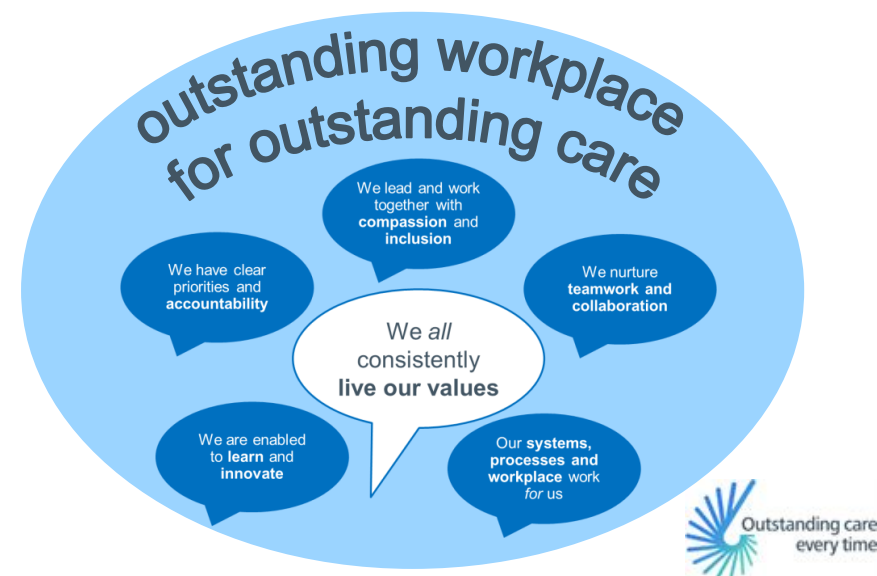 outstanding workplace
for outstanding care
We lead and work
together with
compassion and
inclusion
We have clear
priorities and
accountability
We nurture
teamwork and
collaboration
We all
consistently
live our values
We are enabled
to learn and
innovate
Our systems,
processes and
workplace work
for us
Outstanding care
every time